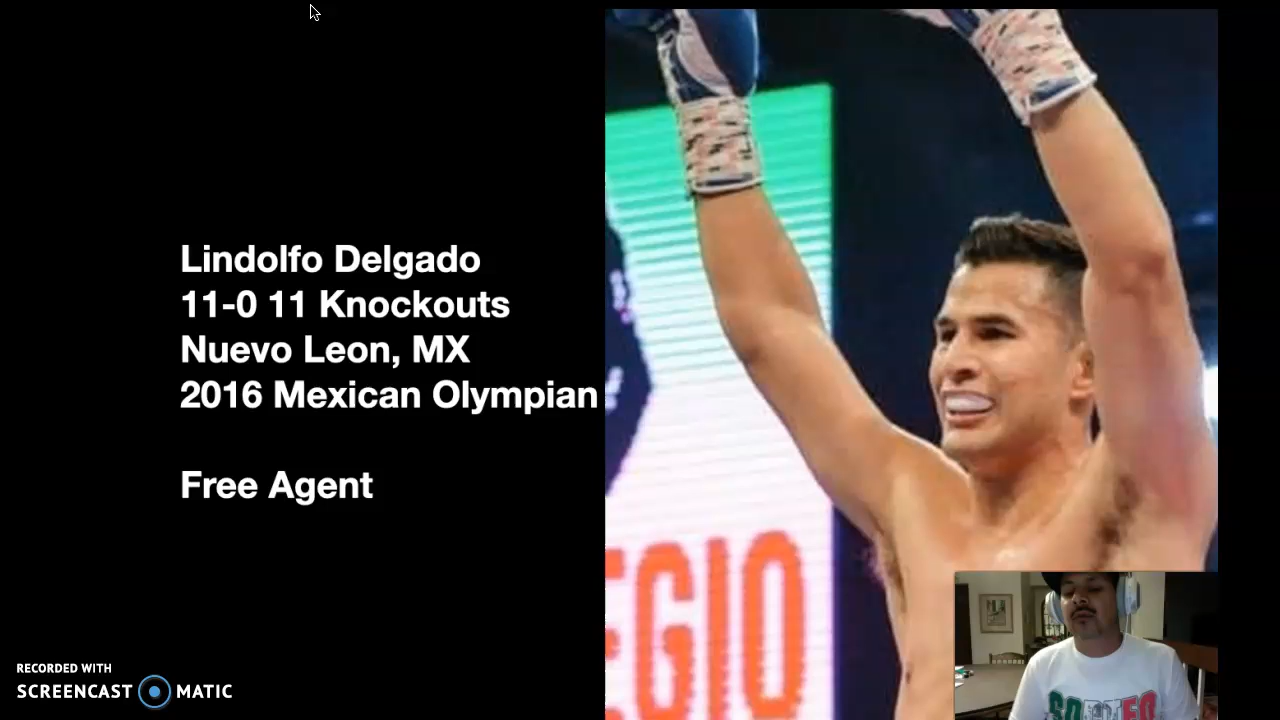 Lindolfo Delgado
11-0 11 Knockouts
Nuevo Leon, MX
2016 Mexican Olympian
Free Agent
EGIO
RECORDED WITH
SCREENCAST MATIC